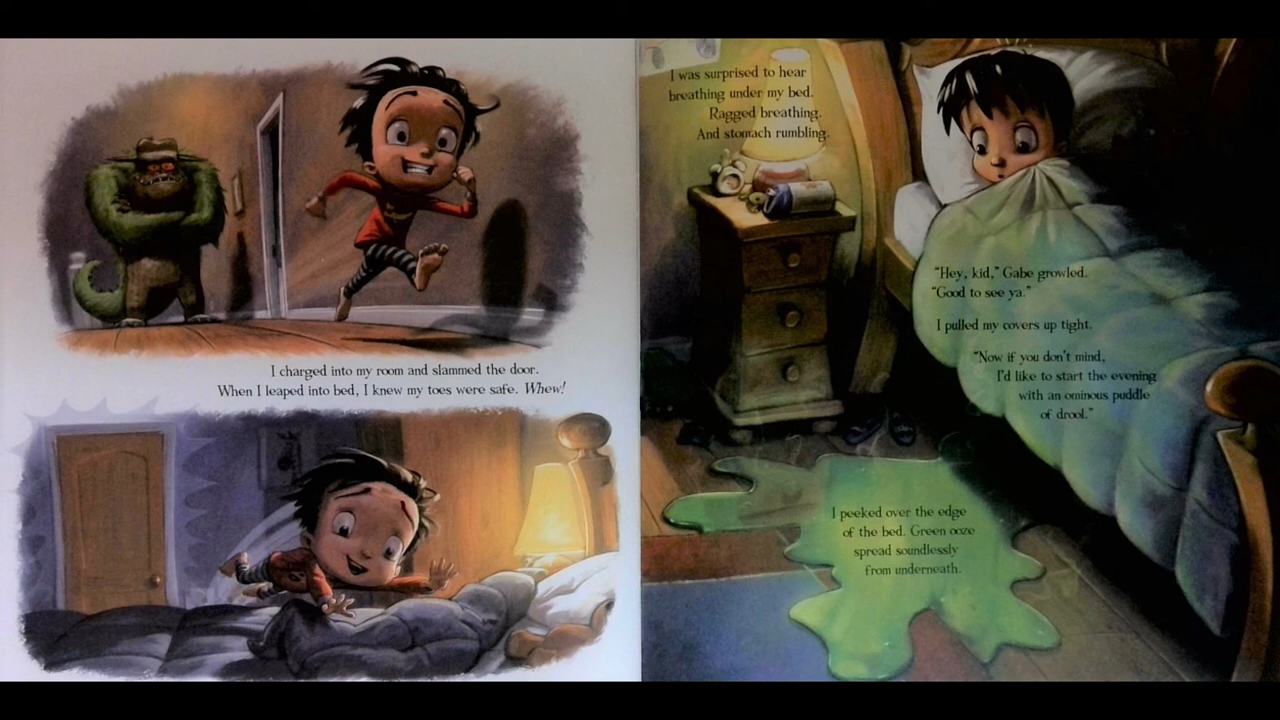 I charged into my room and slammed the door.
When I leaped into bed, I knew my toes were safe. Whew!
I was surprised to hear
breathing under my bed.
Ragged breathing.
And stomach rumbling.
"Hey, kid," Gabe growled.
"Good to see ya."
I pulled my covers up tight.
"Now if you don't mind,
I'd like to start the evening
with an ominous puddle
of drool."
I peeked over the edge
of the bed. Green ooze
spread soundlessly
from underneath.